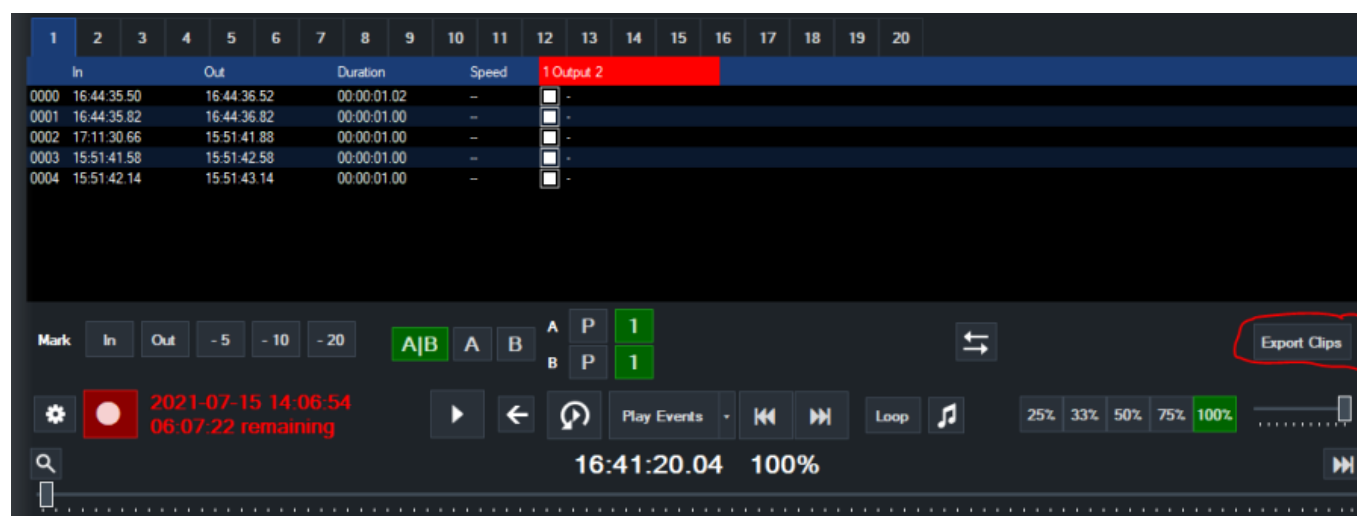 1 2 3 4 5 6 7 8 9 10 11 12 13 14 15 16 17 18 19 20
In Out Duration Speed 1 Output 2
0000 16:44:35.50 16:44:36.52 00:00:01.02 -- -
0001 16:44:35.82 16:44:36.82 00:00:01.00 -- -
0002 17:11:30.66 15:51:41.88 00:00:01.00 -- -
0003 15:51:41.58 15:51:42.58 00:00:01.00 -- -
0004 15:51:42.14 15:51:43.14 00:00:01.00 -- -
Mark In Out - 5 - 10 - 20 A|B A B A P 1 Export Clips
B P 1
2021-07-15 14:06:54
06:07:22 remaining
Play Events Loop 25% 33% 50% 75% 100%
16:41:20.04 100%